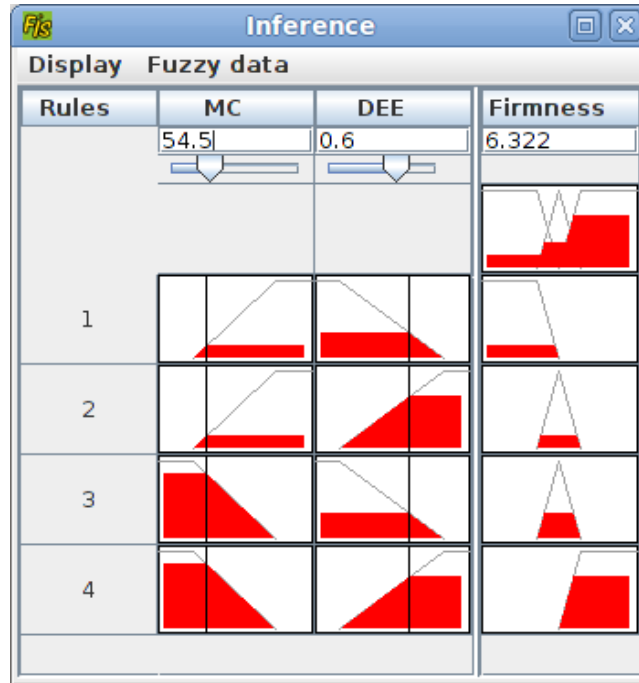 Fis Inference
Display Fuzzy data
Rules MC DEE Firmness
54.5 0.6 6.322
1
2
3
4